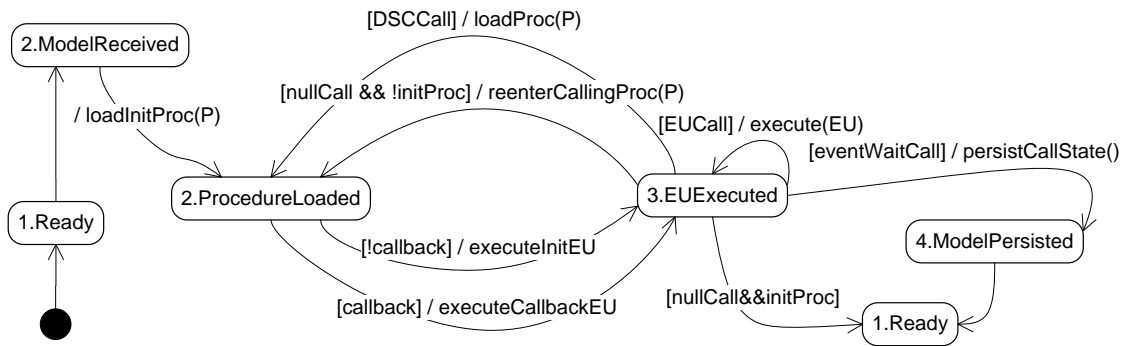 [DSCCall] / loadProc(P)
2.ModelReceived
[nullCall && !initProc] / reenterCallingProc(P)
/ loadInitProc(P)
[EUCall] / execute(EU)
[eventWaitCall] / persistCallState()
2.ProcedureLoaded
3.EUExecuted
1.Ready
[!callback] / executeInitEU
4.ModelPersisted
[callback] / executeCallbackEU
[nullCall&&initProc]
1.Ready